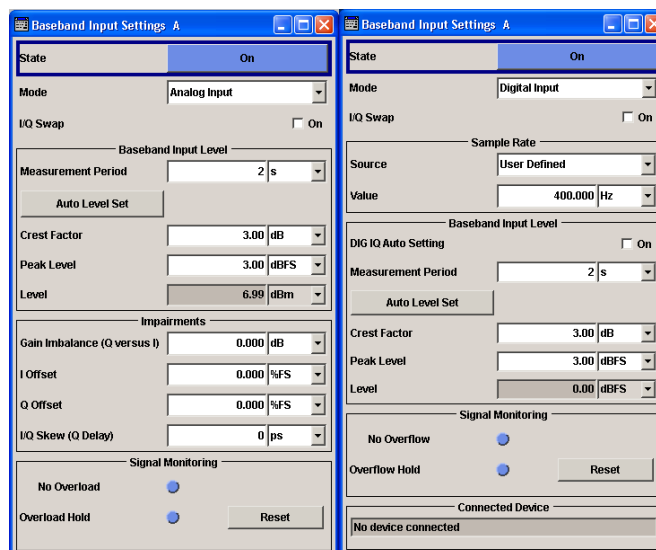 Baseband Input Settings A
State On
Mode Analog Input
I/Q Swap On
Baseband Input Level
Measurement Period 2 s
Auto Level Set
Crest Factor 3.00 dB
Peak Level 3.00 dBFS
Level 6.99 dBm
Impairments
Gain Imbalance (Q versus I) 0.000 dB
I Offset 0.000 %FS
Q Offset 0.000 %FS
I/Q Skew (Q Delay) 0 ps
Signal Monitoring
No Overload
Overload Hold Reset
Baseband Input Settings A
State On
Mode Digital Input
I/Q Swap On
Sample Rate
Source User Defined
Value 400.000 Hz
Baseband Input Level
DIG IQ Auto Setting On
Measurement Period 2 s
Auto Level Set
Crest Factor 3.00 dB
Peak Level 3.00 dBFS
Level 0.00 dBFS
Signal Monitoring
No Overflow
Overflow Hold Reset
Connected Device
No device connected